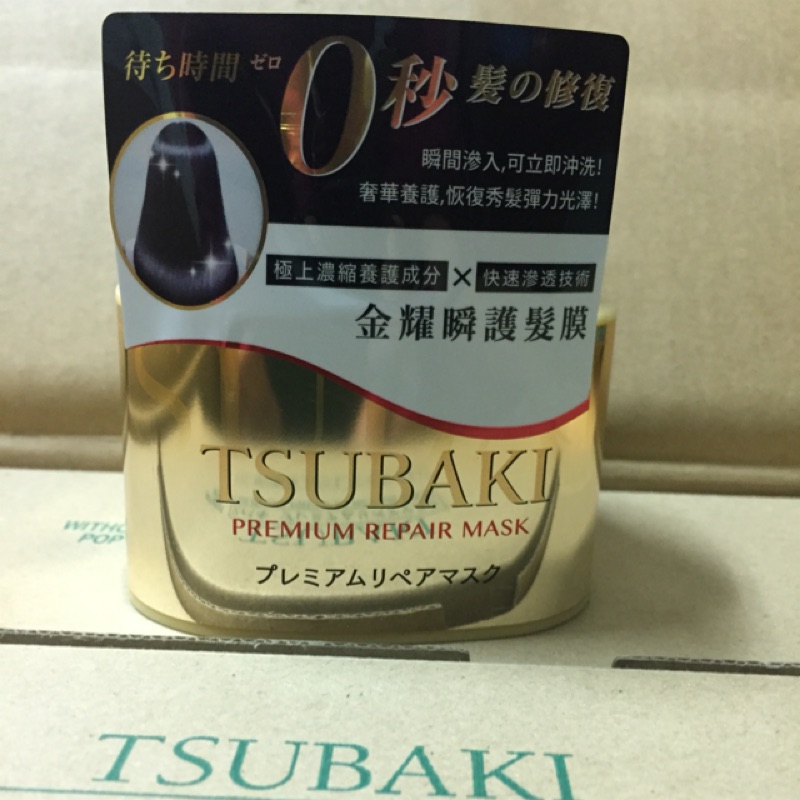 待ち時間 ゼロ 0秒 髪の修復
瞬間滲入,可立即沖洗!
奢華養護,恢復秀髮彈力光澤!
極上濃縮養護成分×快速滲透技術
金耀瞬護髮膜
TSUBAKI
PREMIUM REPAIR MASK
プレミアムリペアマスク
TSUBAKI